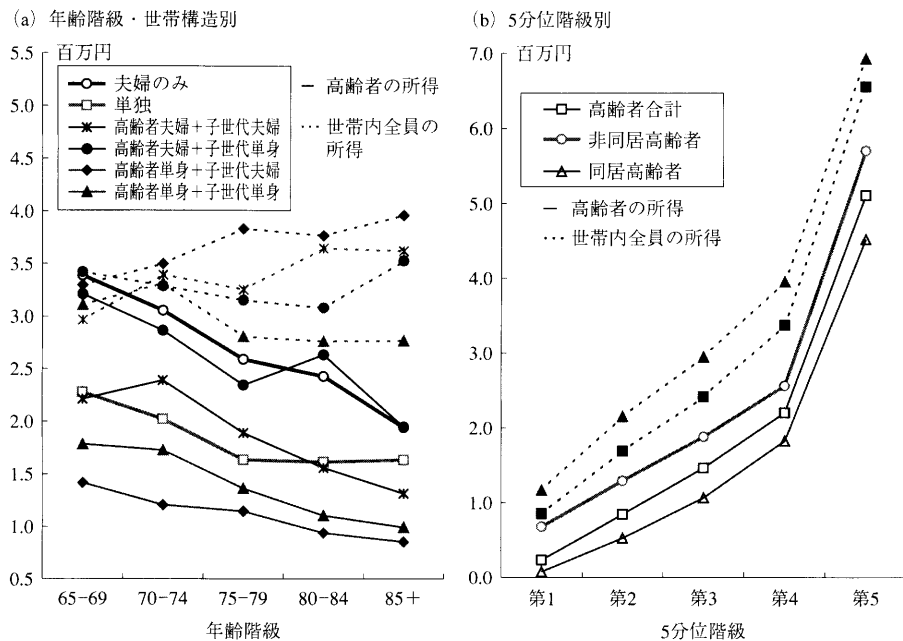 (a) 年齢階級・世帯構造別
百万円
5.5
5.0
4.5
4.0
3.5
3.0
2.5
2.0
1.5
1.0
0.5
夫婦のみ
単独
高齢者夫婦+子世代夫婦
高齢者夫婦+子世代単身
高齢者単身+子世代夫婦
高齢者単身+子世代単身
高齢者の所得
世帯内全員の
所得
65-69 70-74 75-79 80-84 85+
年齢階級
(b) 5分位階級別
百万円
7.0
6.0
5.0
4.0
3.0
2.0
1.0
0.0
高齢者合計
非同居高齢者
同居高齢者
高齢者の所得
世帯内全員の所得
第1 第2 第3 第4 第5
5分位階級